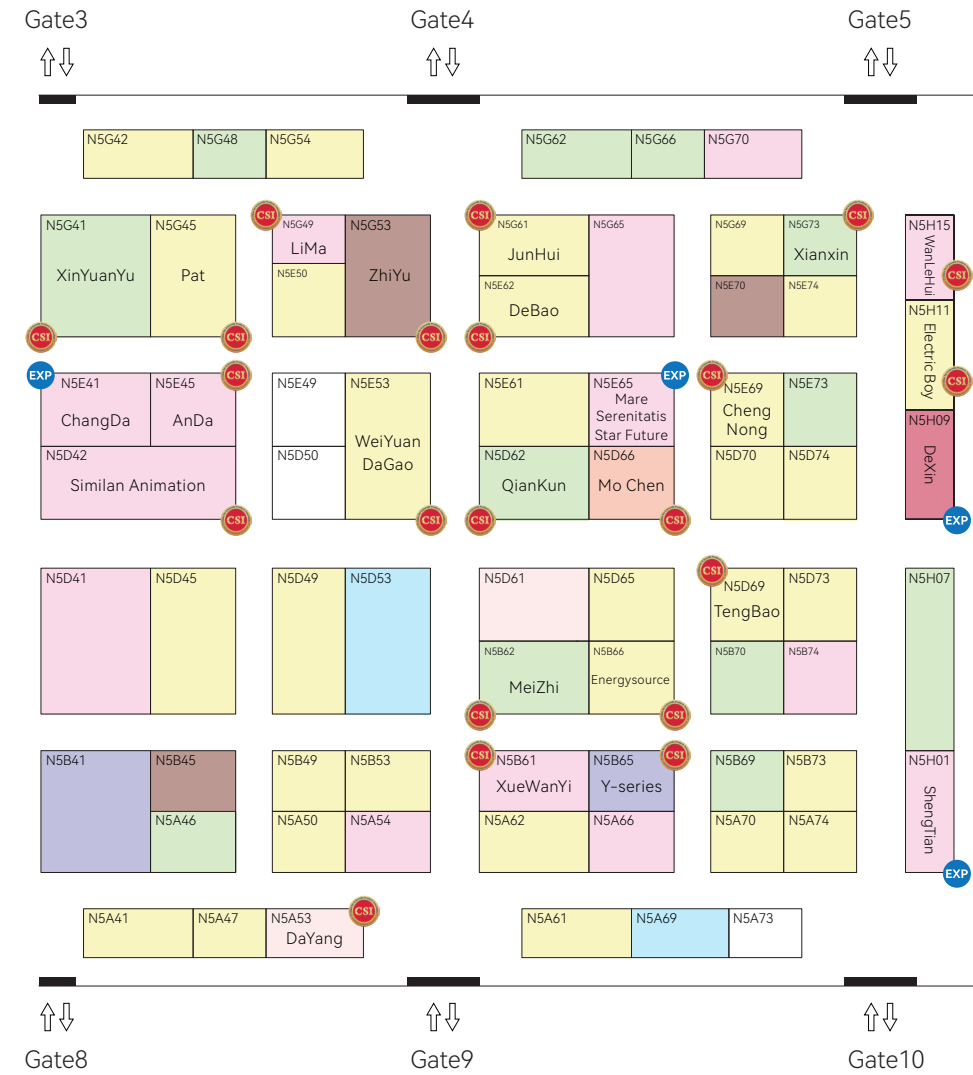 Gate3
Gate4
Gate5
N5G42
N5G48
N5G54
N5G62
N5G66
N5G70
N5G41
XinYuanYu
CSI
N5G45
Pat
CSI
CSI
N5G49
LiMa
N5E50
N5G53
ZhiYu
CSI
CSI
N5G61
JunHui
N5E62
DeBao
CSI
N5G65
N5G69
N5G73
Xianxin
CSI
N5E70
N5E74
N5H15
WanLeHui
CSI
N5H11
Electric Boy
CSI
N5H09
DeXin
EXP
EXP
N5E41
ChangDa
N5E45
AnDa
CSI
N5D42
Similan Animation
CSI
N5E49
N5D50
N5E53
WeiYuan
DaGao
CSI
N5E61
N5E65
Mare
Serenitatis
Star Future
EXP
N5D62
QianKun
CSI
N5D66
Mo Chen
CSI
CSI
N5E69
Cheng
Nong
N5E73
N5D70
N5D74
N5D41
N5D45
N5D49
N5D53
N5D61
N5D65
N5B62
MeiZhi
CSI
N5B66
Energysource
CSI
CSI
N5D69
TengBao
N5D73
N5B70
N5B74
N5H07
N5B41
N5B45
N5A46
N5B49
N5B53
N5A50
N5A54
CSI
N5B61
XueWanYi
N5B65
Y-series
CSI
N5A62
N5A66
N5B69
N5B73
N5A70
N5A74
N5H01
ShengTian
EXP
N5A41
N5A47
N5A53
DaYang
CSI
N5A61
N5A69
N5A73
Gate8
Gate9
Gate10